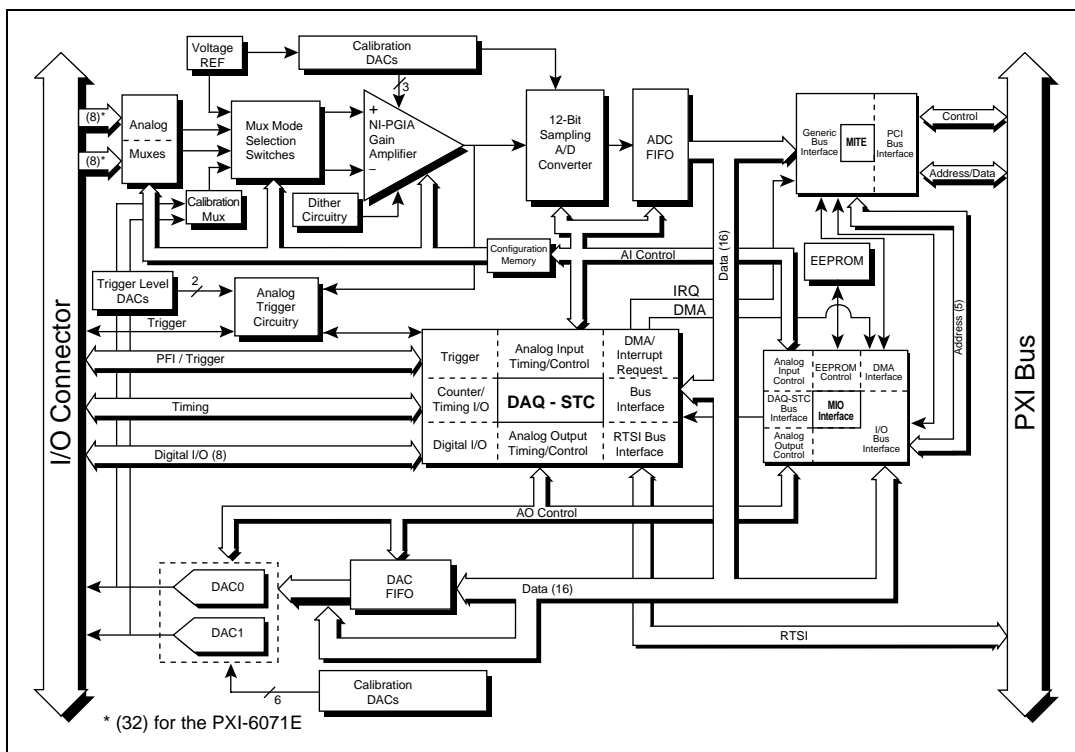 Voltage
REF
Calibration
DACs
3
(8)*
(8)*
Analog
Muxes
Mux Mode
Selection
Switches
+
NI-PGIA
Gain
Amplifier
–
12-Bit
Sampling
A/D
Converter
ADC
FIFO
Generic
Bus
Interface
MITE
PCI
Bus
Interface
Control
Address/Data
Calibration
Mux
Dither
Circuitry
Configuration
Memory
AI Control
Data (16)
EEPROM
Address (5)
Trigger Level
DACs
2
Analog
Trigger
Circuitry
Trigger
IRQ
DMA
I/O Connector
PXI Bus
PFI / Trigger
Timing
Digital I/O (8)
Trigger
Analog Input
Timing/Control
DMA/
Interrupt
Request
Counter/
Timing I/O
DAQ - STC
Bus
Interface
Digital I/O
Analog Output
Timing/Control
RTSI Bus
Interface
Analog
Input
Control
EEPROM
Control
DMA
Interface
DAQ-STC
Bus
Interface
MIO
Interface
Analog
Output
Control
I/O
Bus
Interface
AO Control
DAC0
DAC1
DAC
FIFO
Data (16)
RTSI
6
Calibration
DACs
* (32) for the PXI-6071E